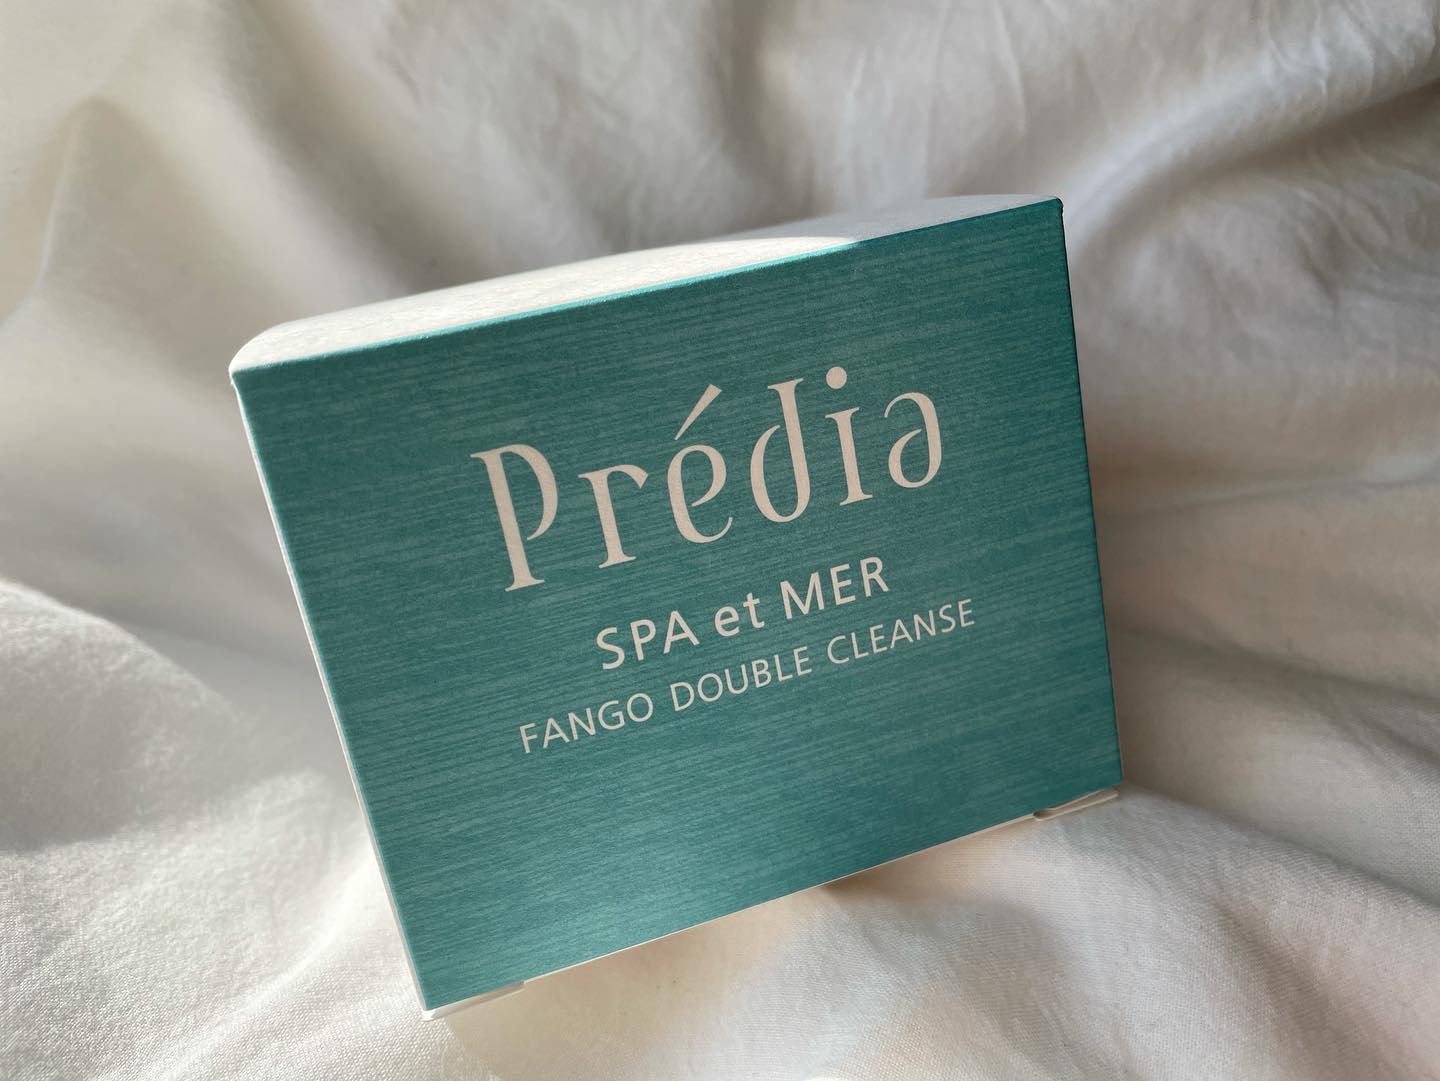 Prédia
SPA et MER
FANGO DOUBLE CLEANSE